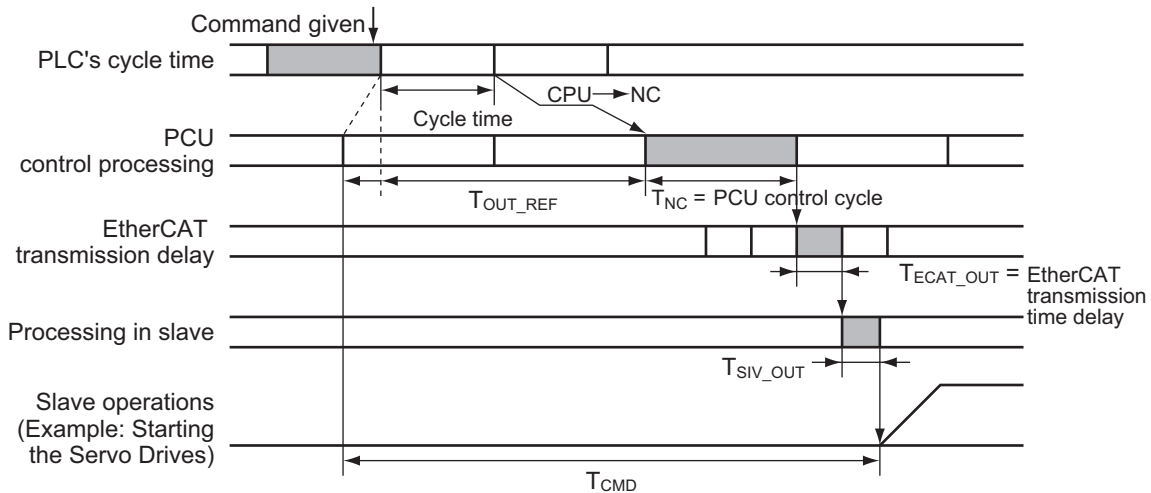 Command given
PLC's cycle time
CPU → NC
Cycle time
PCU
control processing
TOUT_REF
TNC = PCU control cycle
EtherCAT
transmission delay
TECAT_OUT = EtherCAT
transmission
time delay
Processing in slave
TSIV_OUT
Slave operations
(Example: Starting
the Servo Drives)
TCMD